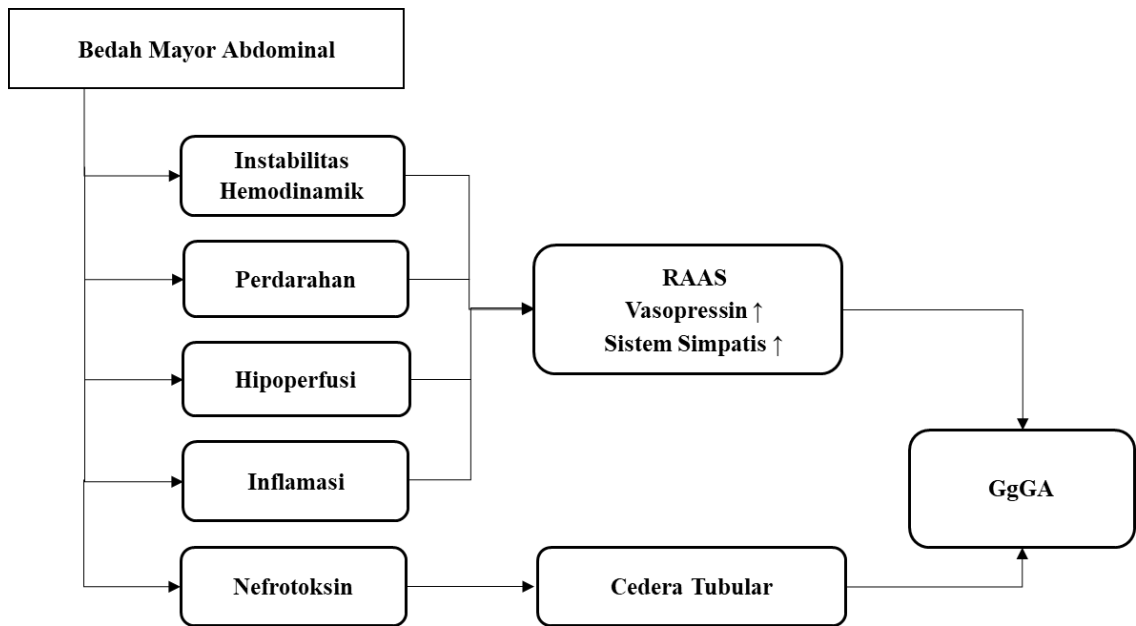 Bedah Mayor Abdominal
Instabilitas
Hemodinamik
Perdarahan
Hipoperfusi
Inflamasi
Nefrotoksin
RAAS
Vasopressin ↑
Sistem Simpatis ↑
Cedera Tubular
GgGA